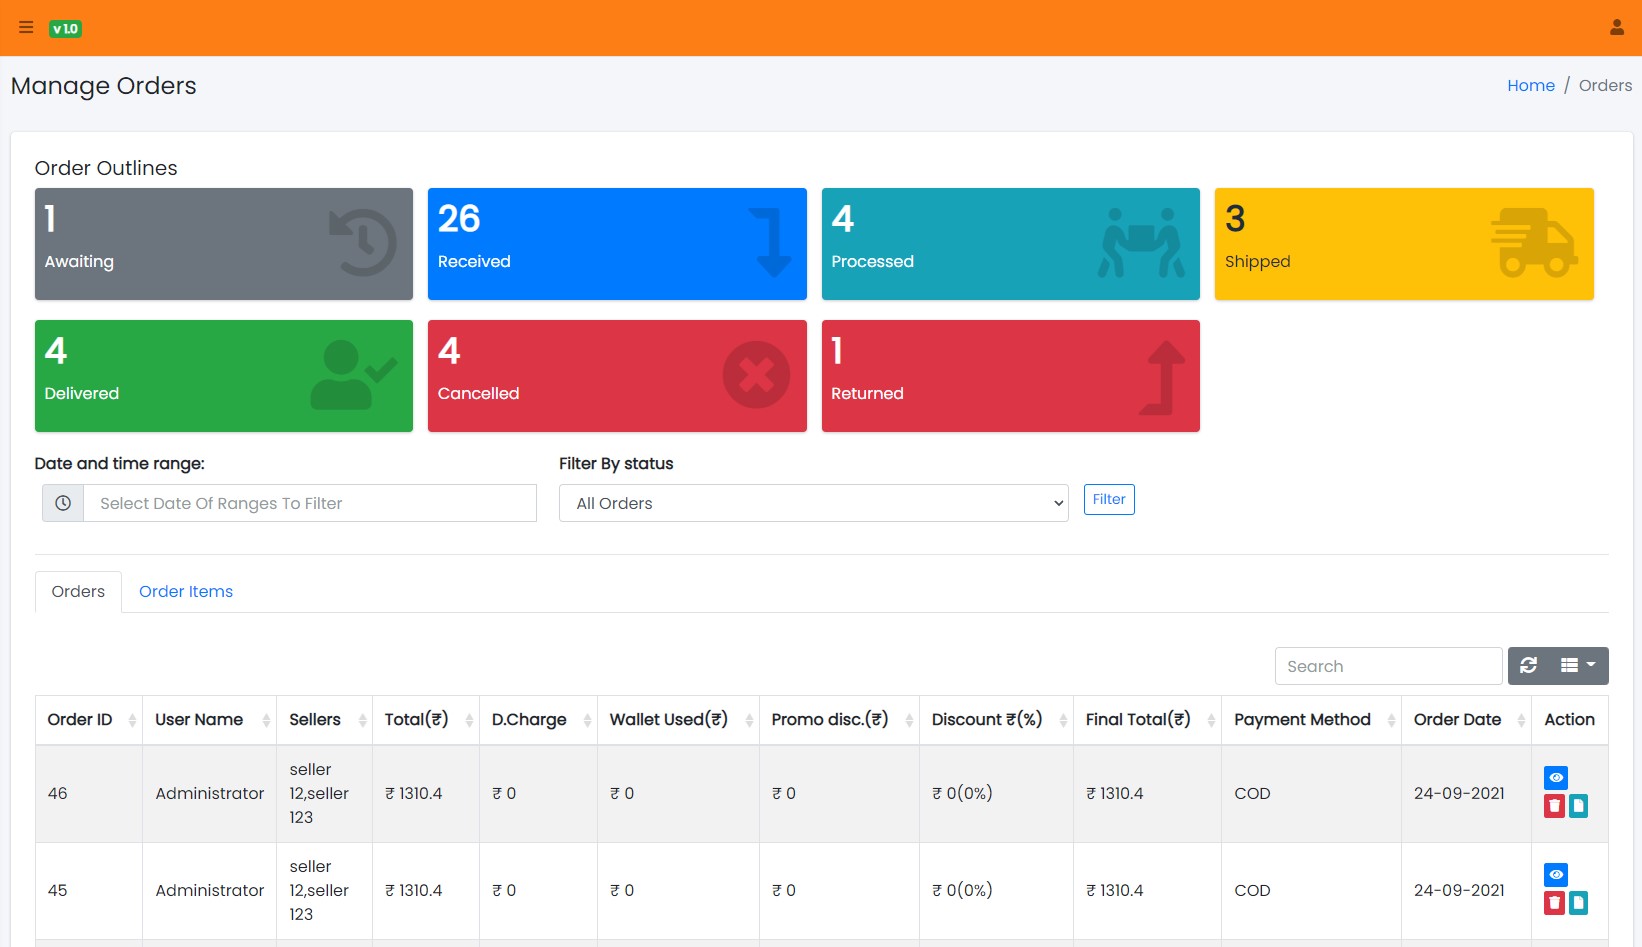 v 1.0
Manage Orders
Home / Orders
Order Outlines
1
Awaiting
26
Received
4
Processed
3
Shipped
4
Delivered
4
Cancelled
1
Returned
Date and time range:
Filter By status
Select Date Of Ranges To Filter
All Orders
Filter
Orders
Order Items
Search
Order ID User Name Sellers Total(₹) D.Charge Wallet Used(₹) Promo disc.(₹) Discount ₹(%) Final Total(₹) Payment Method Order Date Action
46 Administrator seller
12,seller
123 ₹ 1310.4 ₹ 0 ₹ 0 ₹ 0 ₹ 0(0%) ₹ 1310.4 COD 24-09-2021
45 Administrator seller
12,seller
123 ₹ 1310.4 ₹ 0 ₹ 0 ₹ 0 ₹ 0(0%) ₹ 1310.4 COD 24-09-2021